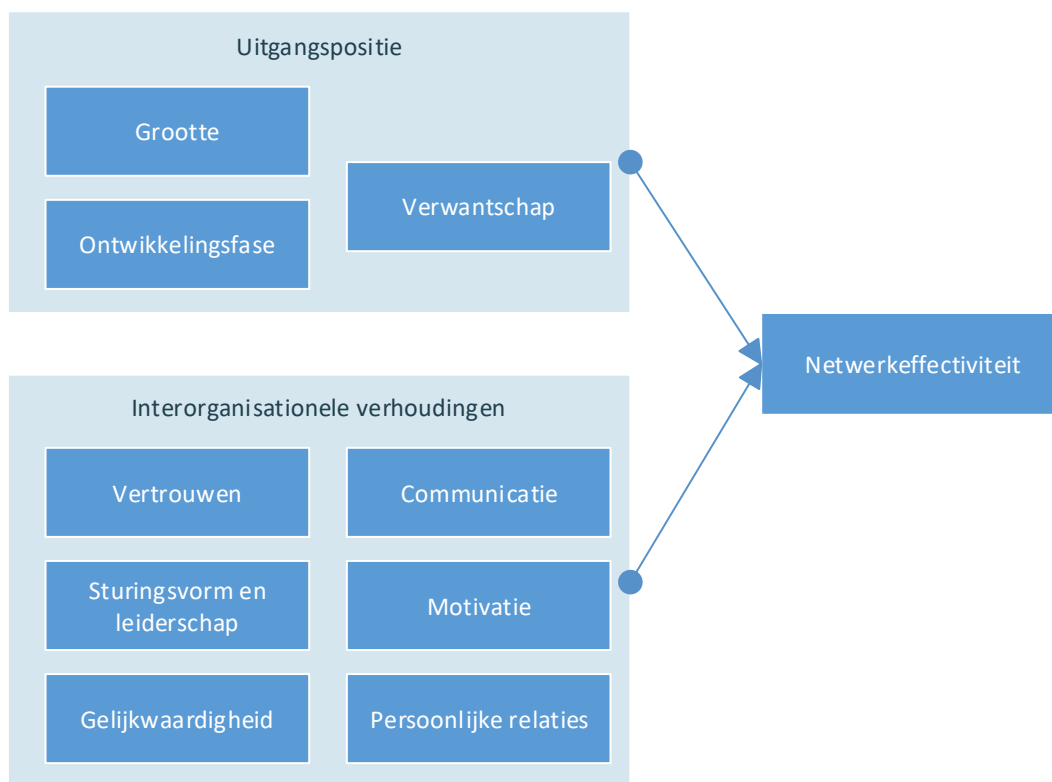 Uitgangspositie
Grootte
Ontwikkelingsfase
Verwantschap
Netwerkeffectiviteit
Interorganisationele verhoudingen
Vertrouwen
Communicatie
Sturingsvorm en
leiderschap
Motivatie
Gelijkwaardigheid
Persoonlijke relaties